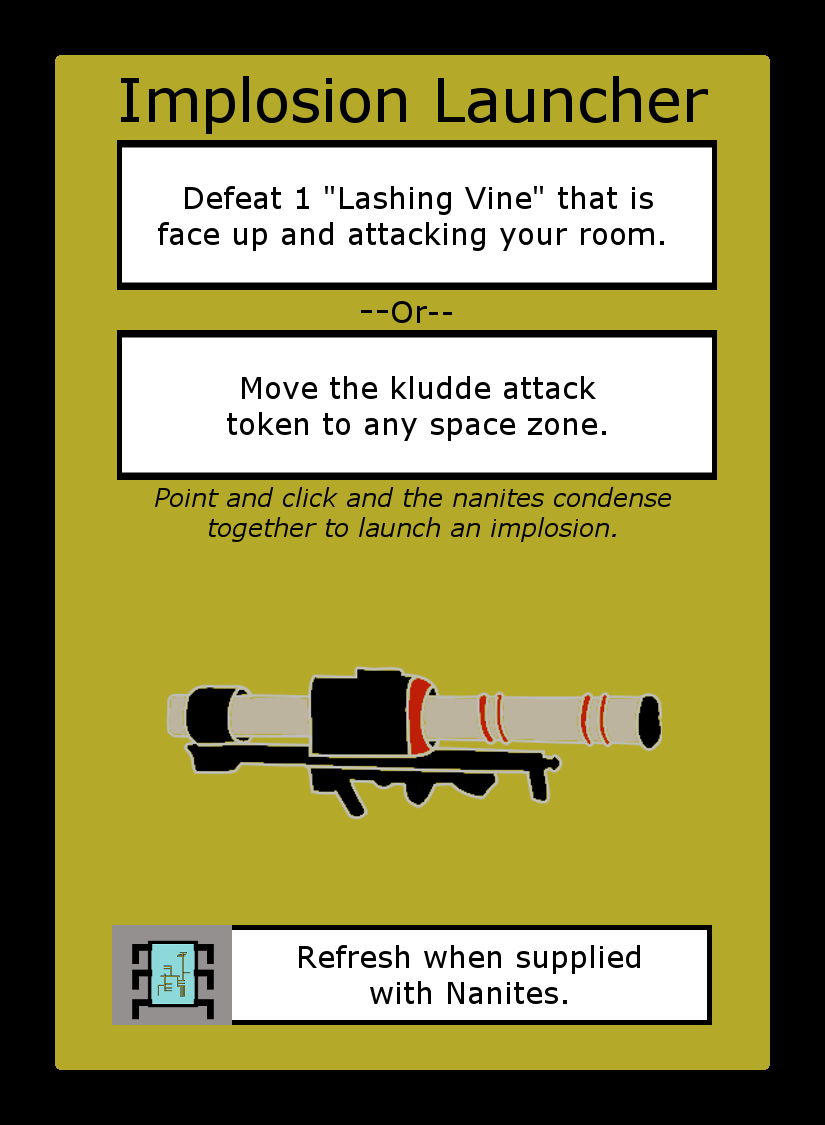 Implosion Launcher
Defeat 1 "Lashing Vine" that is
face up and attacking your room.
--Or--
Move the kludde attack
token to any space zone.
Point and click and the nanites condense
together to launch an implosion.
Refresh when supplied
with Nanites.